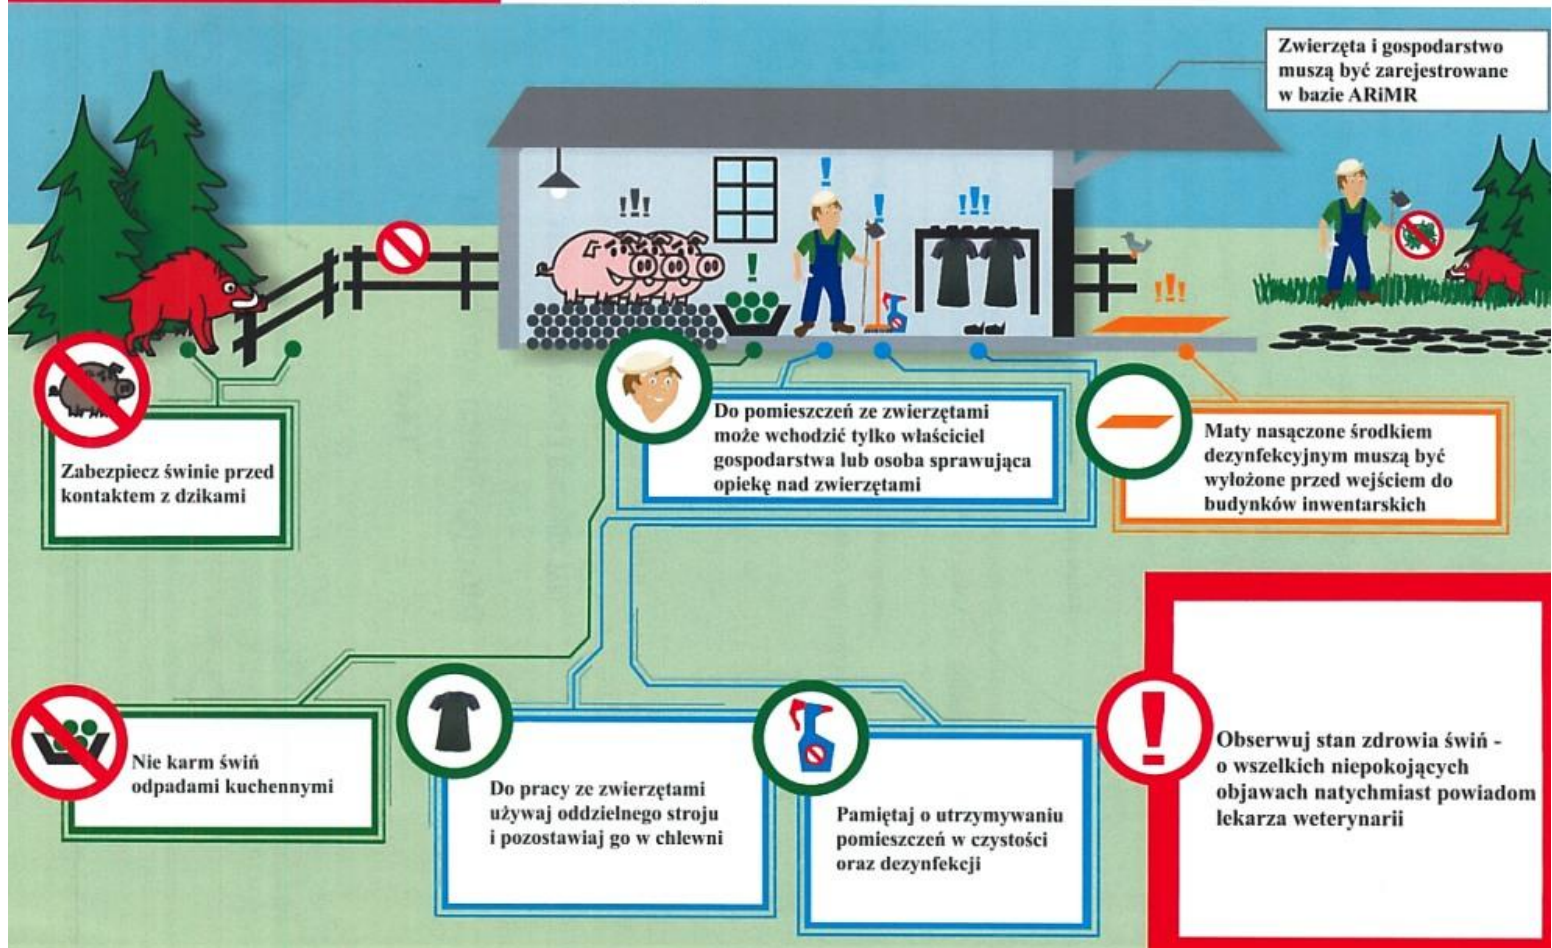 Zwierzęta i gospodarstwo
muszą być zarejestrowane
w bazie ARiMR
Zabezpiecz świnie przed
kontaktem z dzikami
Do pomieszczeń ze zwierzętami
może wchodzić tylko właściciel
gospodarstwa lub osoba sprawująca
opiekę nad zwierzętami
Maty nasączone środkiem
dezynfekcyjnym muszą być
wyłożone przed wejściem do
budynków inwentarskich
Nie karm świń
odpadami kuchennymi
Do pracy ze zwierzętami
używaj oddzielnego stroju
i pozostawiaj go w chlewni
Pamiętaj o utrzymywaniu
pomieszczeń w czystości
oraz dezynfekcji
Obserwuj stan zdrowia świń -
o wszelkich niepokojących
objawach natychmiast powiadom
lekarza weterynarii